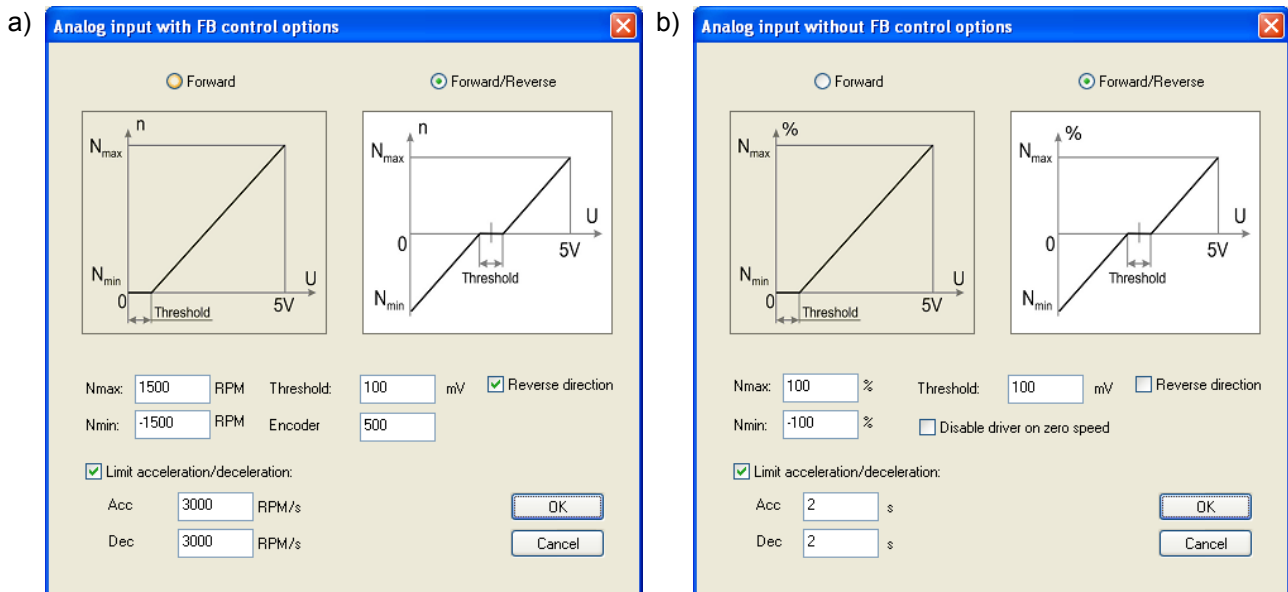 a)
Analog input with FB control options
Forward
Forward/Reverse
n
Nmax
Nmin
0
Threshold
5V
U
n
Nmax
0
Nmin
Threshold
5V
U
Nmax: 1500 RPM Threshold: 100 mV Reverse direction
Nmin: -1500 RPM Encoder 500
Limit acceleration/deceleration:
Acc 3000 RPM/s OK
Dec 3000 RPM/s Cancel
b)
Analog input without FB control options
Forward
Forward/Reverse
%
Nmax
Nmin
0
Threshold
5V
U
%
Nmax
0
Nmin
Threshold
5V
U
Nmax: 100 % Threshold: 100 mV Reverse direction
Nmin: -100 % Disable driver on zero speed
Limit acceleration/deceleration:
Acc 2 s OK
Dec 2 s Cancel